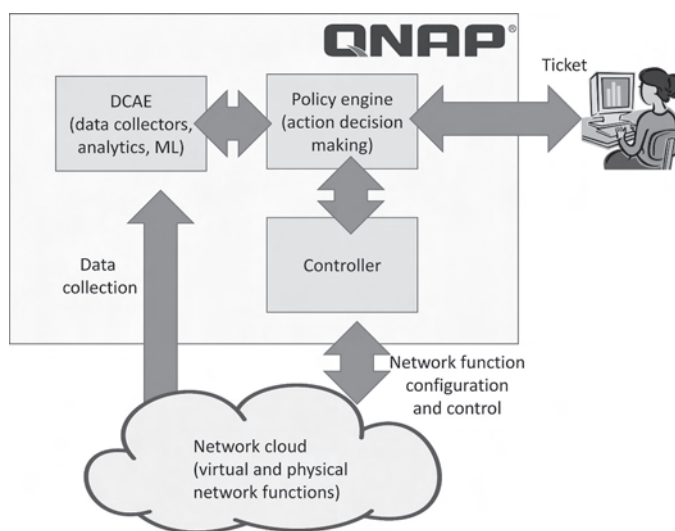 QNAP®
DCAE
(data collectors,
analytics, ML)
Policy engine
(action decision
making)
Ticket
Controller
Data
collection
Network function
configuration
and control
Network cloud
(virtual and physical
network functions)